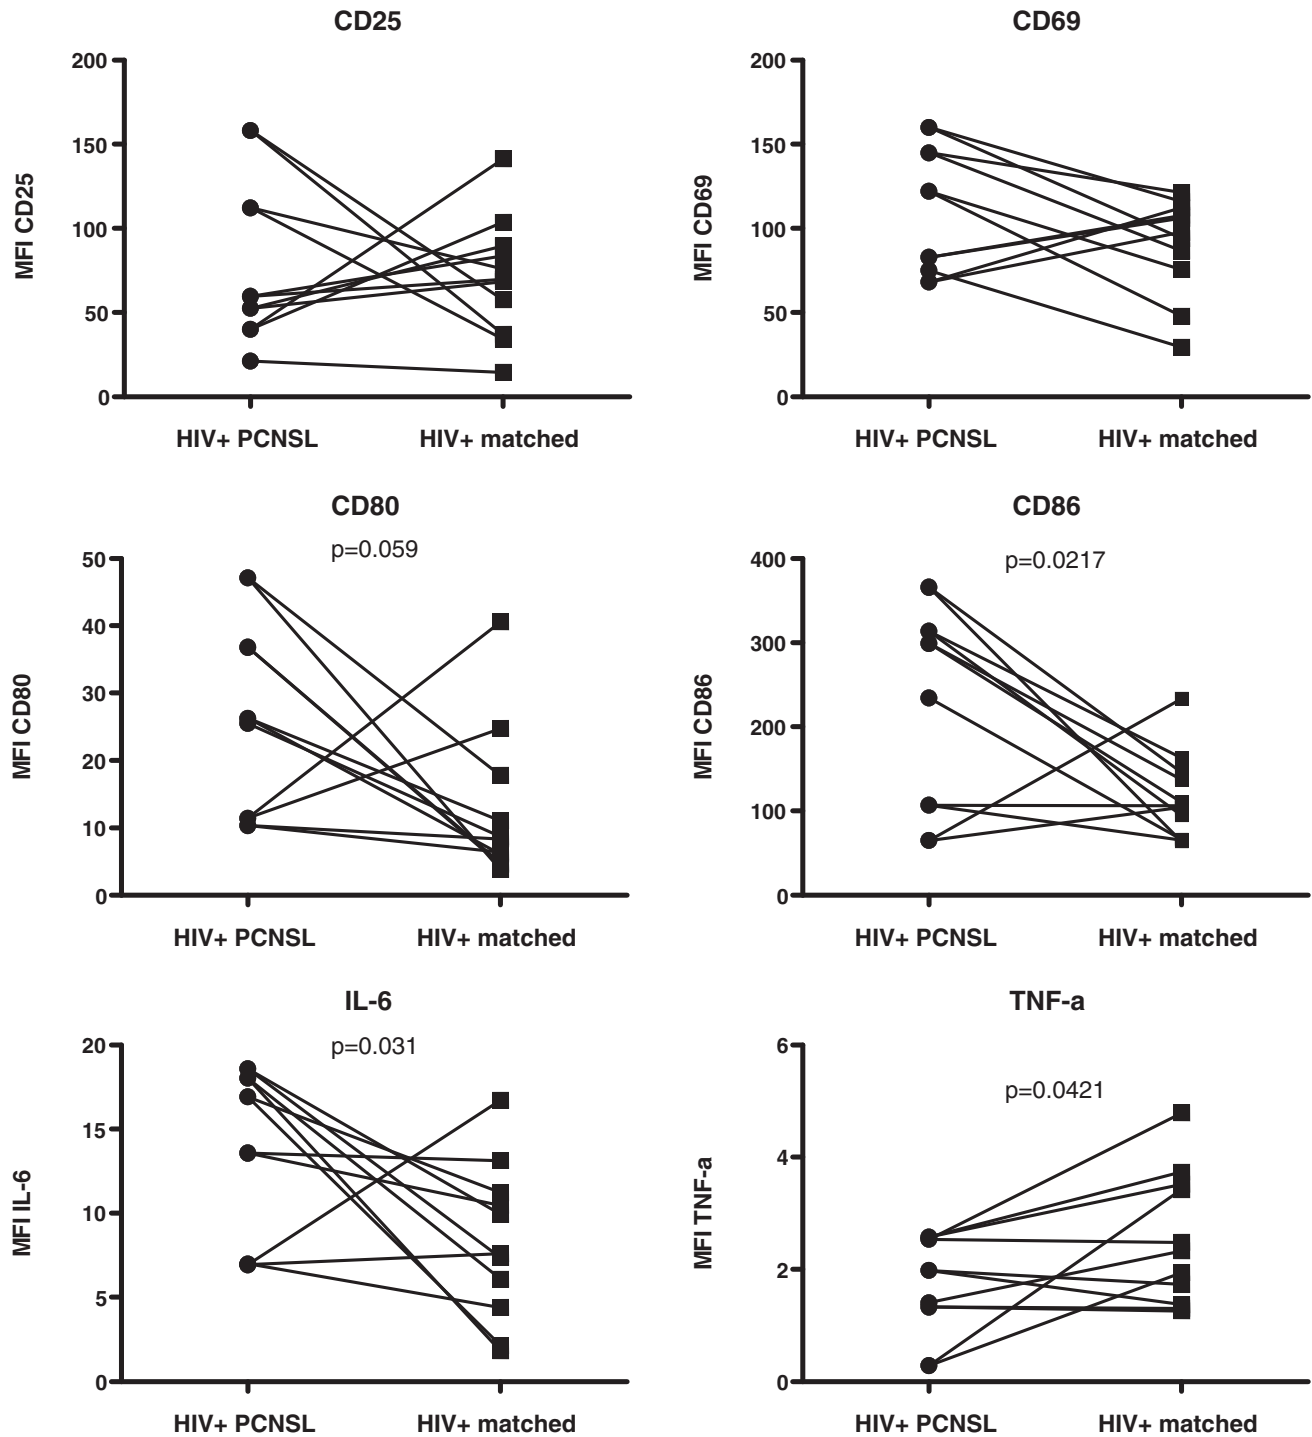 CD25
200
150
100
50
0
MFI CD25
HIV+ PCNSL
HIV+ matched
CD69
200
150
100
50
0
MFI CD69
HIV+ PCNSL
HIV+ matched
CD80
p=0.059
50
40
30
20
10
0
MFI CD80
HIV+ PCNSL
HIV+ matched
CD86
p=0.0217
400
300
200
100
0
MFI CD86
HIV+ PCNSL
HIV+ matched
IL-6
p=0.031
20
15
10
5
0
MFI IL-6
HIV+ PCNSL
HIV+ matched
TNF-a
p=0.0421
6
4
2
0
MFI TNF-a
HIV+ PCNSL
HIV+ matched